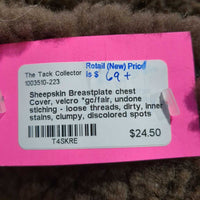 Retail (New) Price
is $ 69+
The Tack Collector
1003510-223
Sheepskin Breastplate chest
Cover, velcro *gc/fair, undone
stiching - loose threads, dirty, inner
stains, clumpy, discolored spots
$24.50
T4SKRE